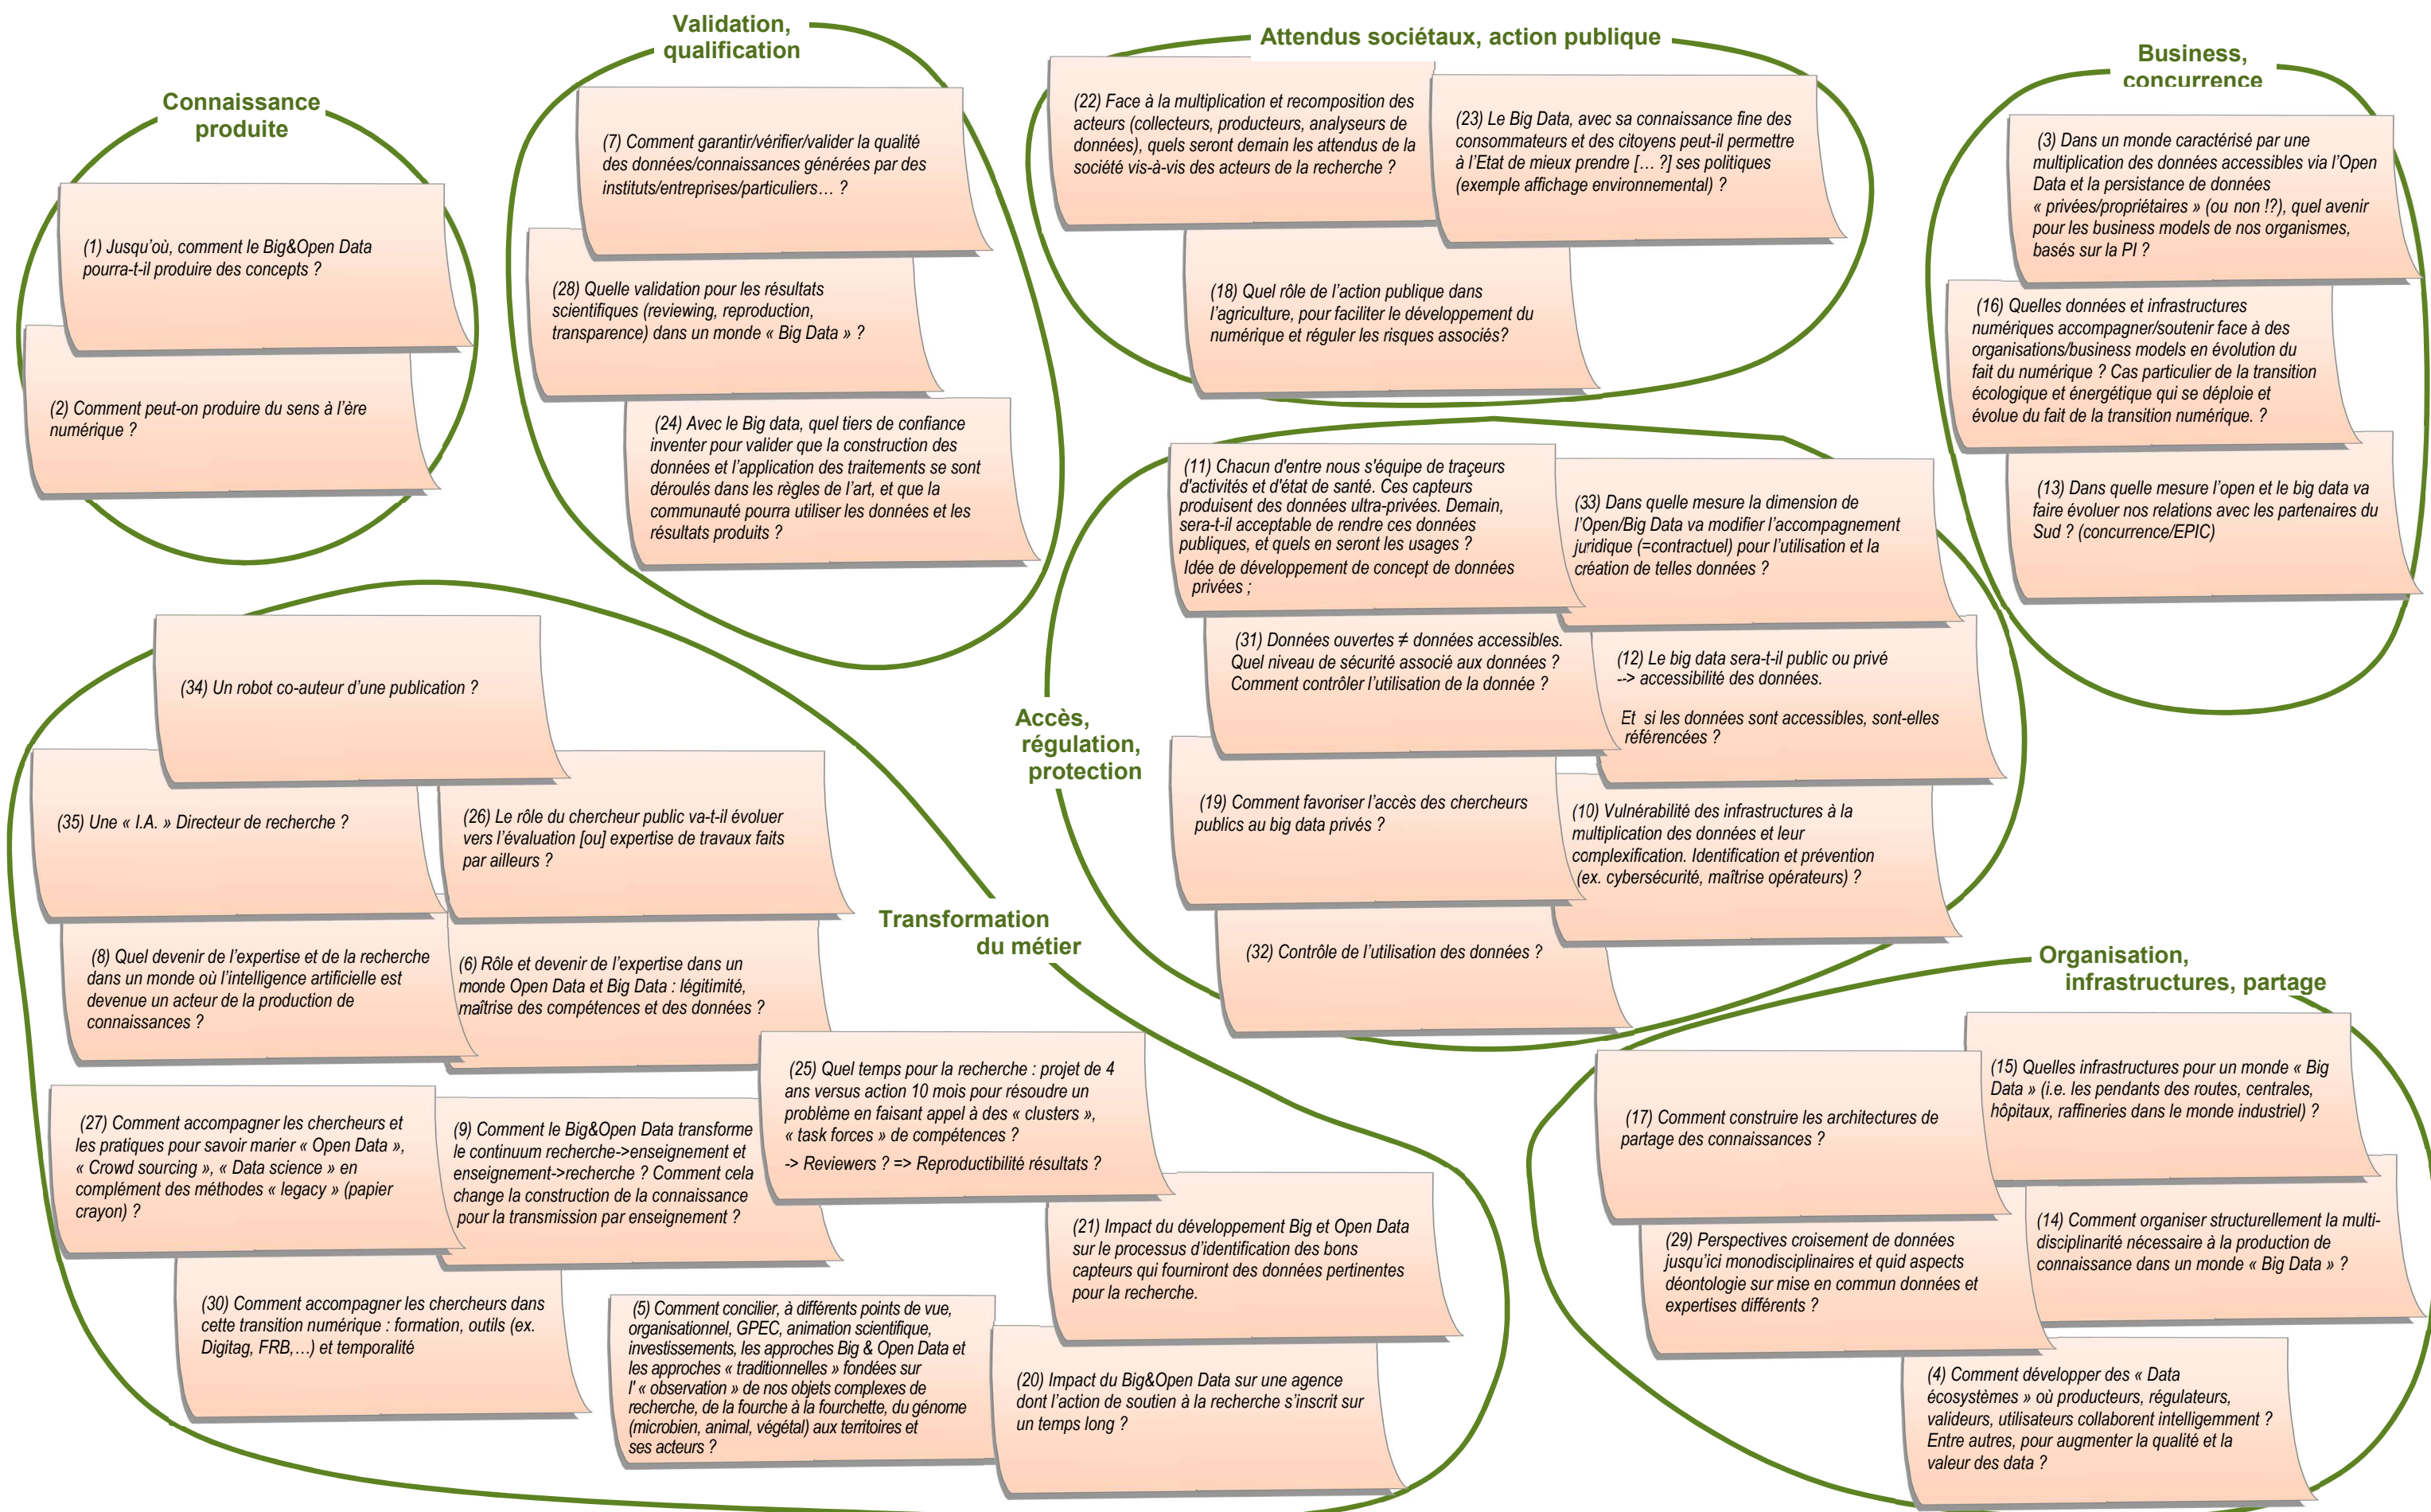 Connaissance
produite
(1) Jusqu’où, comment le Big&Open Data
pourra-t-il produire des concepts ?
(2) Comment peut-on produire du sens à l’ère
numérique ?
Validation,
qualification
(7) Comment garantir/vérifier/valider la qualité
des données/connaissances générées par des
instituts/entreprises/particuliers… ?
(28) Quelle validation pour les résultats
scientifiques (reviewing, reproduction,
transparence) dans un monde « Big Data » ?
(24) Avec le Big data, quel tiers de confiance
inventer pour valider que la construction des
données et l’application des traitements se sont
déroulés dans les règles de l’art, et que la
communauté pourra utiliser les données et les
résultats produits ?
Attendus sociétaux, action publique
(22) Face à la multiplication et recomposition des
acteurs (collecteurs, producteurs, analyseurs de
données), quels seront demain les attendus de la
société vis-à-vis des acteurs de la recherche ?
(23) Le Big Data, avec sa connaissance fine des
consommateurs et des citoyens peut-il permettre
à l’Etat de mieux prendre [… ?] ses politiques
(exemple affichage environnemental) ?
(18) Quel rôle de l’action publique dans
l’agriculture, pour faciliter le développement du
numérique et réguler les risques associés?
Business,
concurrence
(3) Dans un monde caractérisé par une
multiplication des données accessibles via l’Open
Data et la persistance de données
« privées/propriétaires » (ou non !?), quel avenir
pour les business models de nos organismes,
basés sur la PI ?
(16) Quelles données et infrastructures
numériques accompagner/soutenir face à des
organisations/business models en évolution du
fait du numérique ? Cas particulier de la transition
écologique et énergétique qui se déploie et
évolue du fait de la transition numérique. ?
(13) Dans quelle mesure l’open et le big data va
faire évoluer nos relations avec les partenaires du
Sud ? (concurrence/EPIC)
Accès,
régulation,
protection
(11) Chacun d'entre nous s'équipe de traçeurs
d'activités et d'état de santé. Ces capteurs
produisent des données ultra-privées. Demain,
sera-t-il acceptable de rendre ces données
publiques, et quels en seront les usages ?
Idée de développement de concept de données
privées ;
(33) Dans quelle mesure la dimension de
l’Open/Big Data va modifier l’accompagnement
juridique (=contractuel) pour l’utilisation et la
création de telles données ?
(31) Données ouvertes ≠ données accessibles.
Quel niveau de sécurité associé aux données ?
Comment contrôler l’utilisation de la donnée ?
(12) Le big data sera-t-il public ou privé
--> accessibilité des données.
Et si les données sont accessibles, sont-elles
référencées ?
(19) Comment favoriser l’accès des chercheurs
publics au big data privés ?
(10) Vulnérabilité des infrastructures à la
multiplication des données et leur
complexification. Identification et prévention
(ex. cybersécurité, maîtrise opérateurs) ?
(32) Contrôle de l’utilisation des données ?
Transformation
du métier
(34) Un robot co-auteur d’une publication ?
(35) Une « I.A. » Directeur de recherche ?
(26) Le rôle du chercheur public va-t-il évoluer
vers l’évaluation [ou] expertise de travaux faits
par ailleurs ?
(8) Quel devenir de l’expertise et de la recherche
dans un monde où l’intelligence artificielle est
devenue un acteur de la production de
connaissances ?
(6) Rôle et devenir de l’expertise dans un
monde Open Data et Big Data : légitimité,
maîtrise des compétences et des données ?
(25) Quel temps pour la recherche : projet de 4
ans versus action 10 mois pour résoudre un
problème en faisant appel à des « clusters »,
« task forces » de compétences ?
-> Reviewers ? => Reproductibilité résultats ?
(27) Comment accompagner les chercheurs et
les pratiques pour savoir marier « Open Data »,
« Crowd sourcing », « Data science » en
complément des méthodes « legacy » (papier
crayon) ?
(9) Comment le Big&Open Data transforme
le continuum recherche->enseignement et
enseignement->recherche ? Comment cela
change la construction de la connaissance
pour la transmission par enseignement ?
(21) Impact du développement Big et Open Data
sur le processus d’identification des bons
capteurs qui fourniront des données pertinentes
pour la recherche.
(30) Comment accompagner les chercheurs dans
cette transition numérique : formation, outils (ex.
Digitag, FRB,…) et temporalité
(5) Comment concilier, à différents points de vue,
organisationnel, GPEC, animation scientifique,
investissements, les approches Big & Open Data et
les approches « traditionnelles » fondées sur
l’ « observation » de nos objets complexes de
recherche, de la fourche à la fourchette, du génome
(microbien, animal, végétal) aux territoires et
ses acteurs ?
(20) Impact du Big&Open Data sur une agence
dont l’action de soutien à la recherche s’inscrit sur
un temps long ?
Organisation,
infrastructures, partage
(15) Quelles infrastructures pour un monde « Big
Data » (i.e. les pendants des routes, centrales,
hôpitaux, raffineries dans le monde industriel) ?
(17) Comment construire les architectures de
partage des connaissances ?
(14) Comment organiser structurellement la multi-
disciplinarité nécessaire à la production de
connaissance dans un monde « Big Data » ?
(29) Perspectives croisement de données
jusqu’ici monodisciplinaires et quid aspects
déontologie sur mise en commun données et
expertises différents ?
(4) Comment développer des « Data
écosystèmes » où producteurs, régulateurs,
valideurs, utilisateurs collaborent intelligemment ?
Entre autres, pour augmenter la qualité et la
valeur des data ?